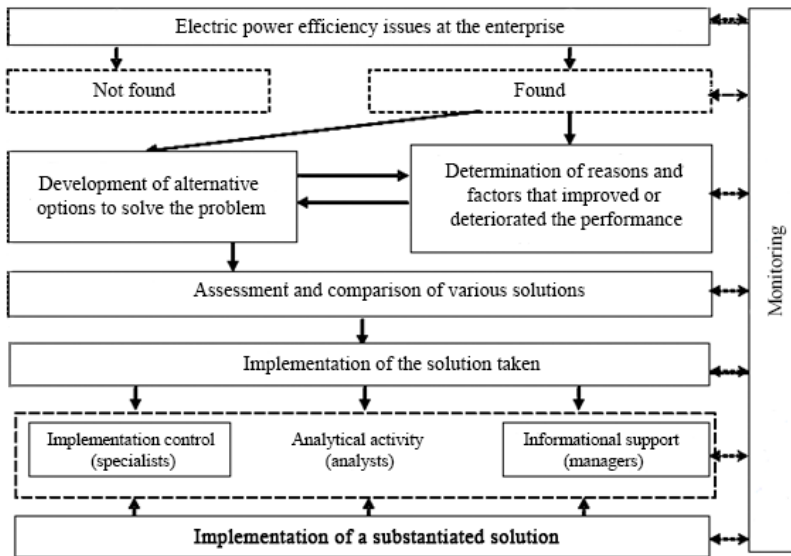 Electric power efficiency issues at the enterprise
Not found
Found
Development of alternative
options to solve the problem
Determination of reasons and
factors that improved or
deteriorated the performance
Assessment and comparison of various solutions
Implementation of the solution taken
Implementation control
(specialists)
Analytical activity
(analysts)
Informational support
(managers)
Implementation of a substantiated solution
Monitoring